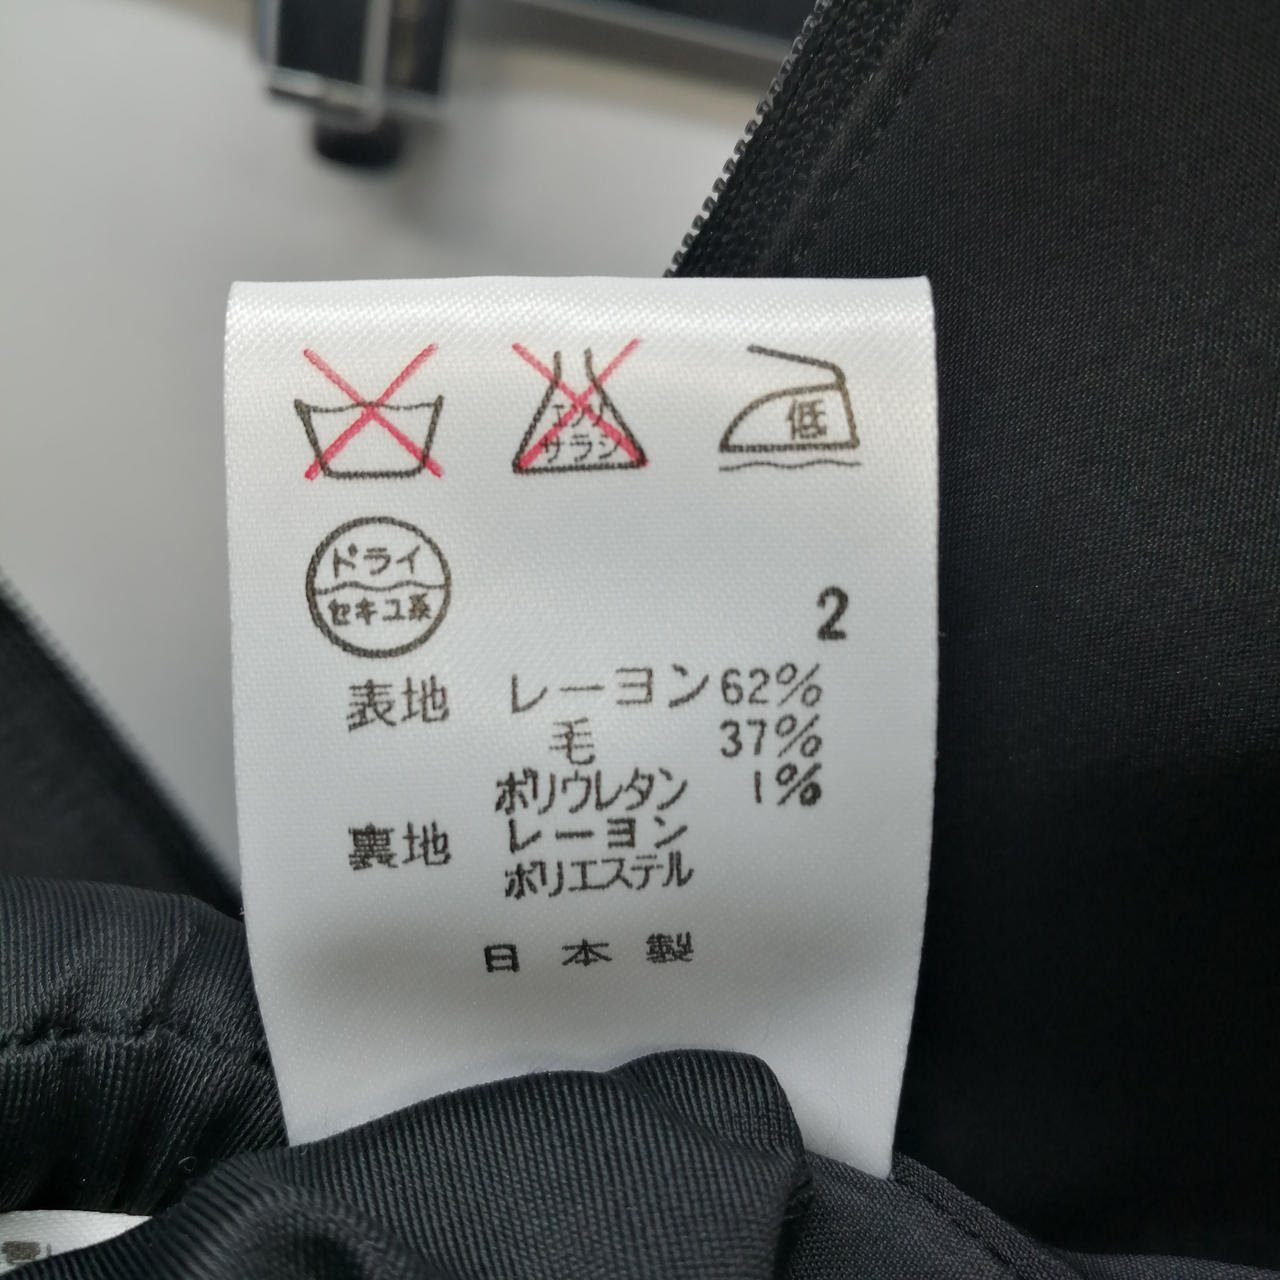 エンソ
サラシ
低
ドライ
セキユ系
2
表地 レーヨン 62%
毛 37%
ポリウレタン 1%
裏地 レーヨン
ポリエステル
日本製